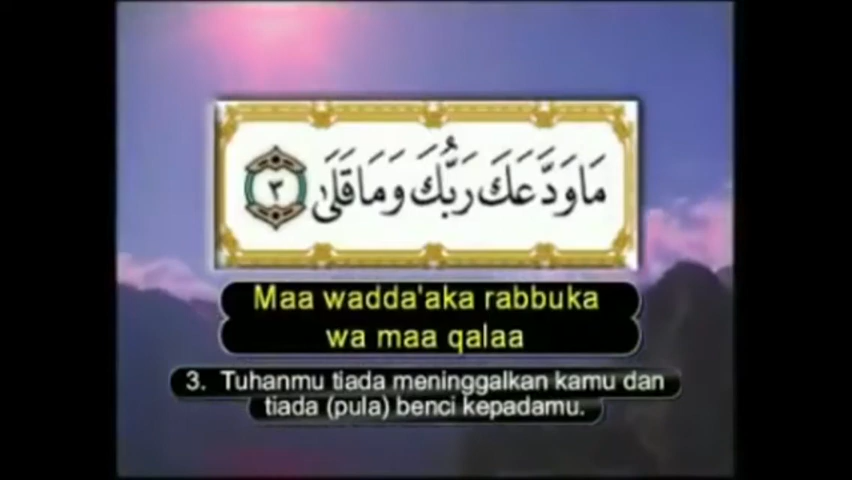 مَا وَدَّعَكَ رَبُّكَ وَمَا قَلَىٰ ٣
Maa wadda'aka rabbuka
wa maa qalaa
3. Tuhanmu tiada meninggalkan kamu dan
tiada (pula) benci kepadamu.